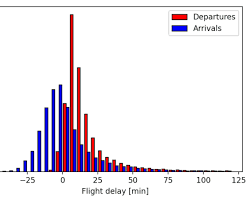 Departures
Arrivals
−25 0 25 50 75 100 125
Flight delay [min]